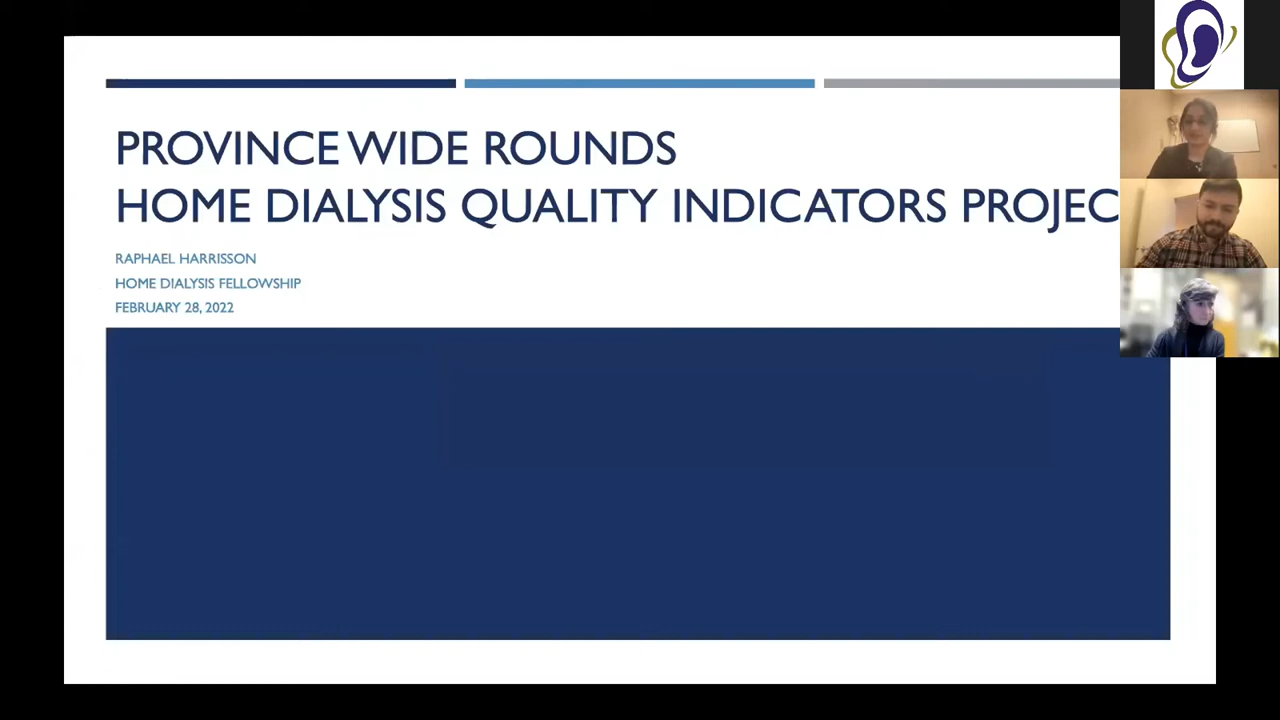 PROVINCE WIDE ROUNDS
HOME DIALYSIS QUALITY INDICATORS PROJEC
RAPHAEL HARRISSON
HOME DIALYSIS FELLOWSHIP
FEBRUARY 28, 2022